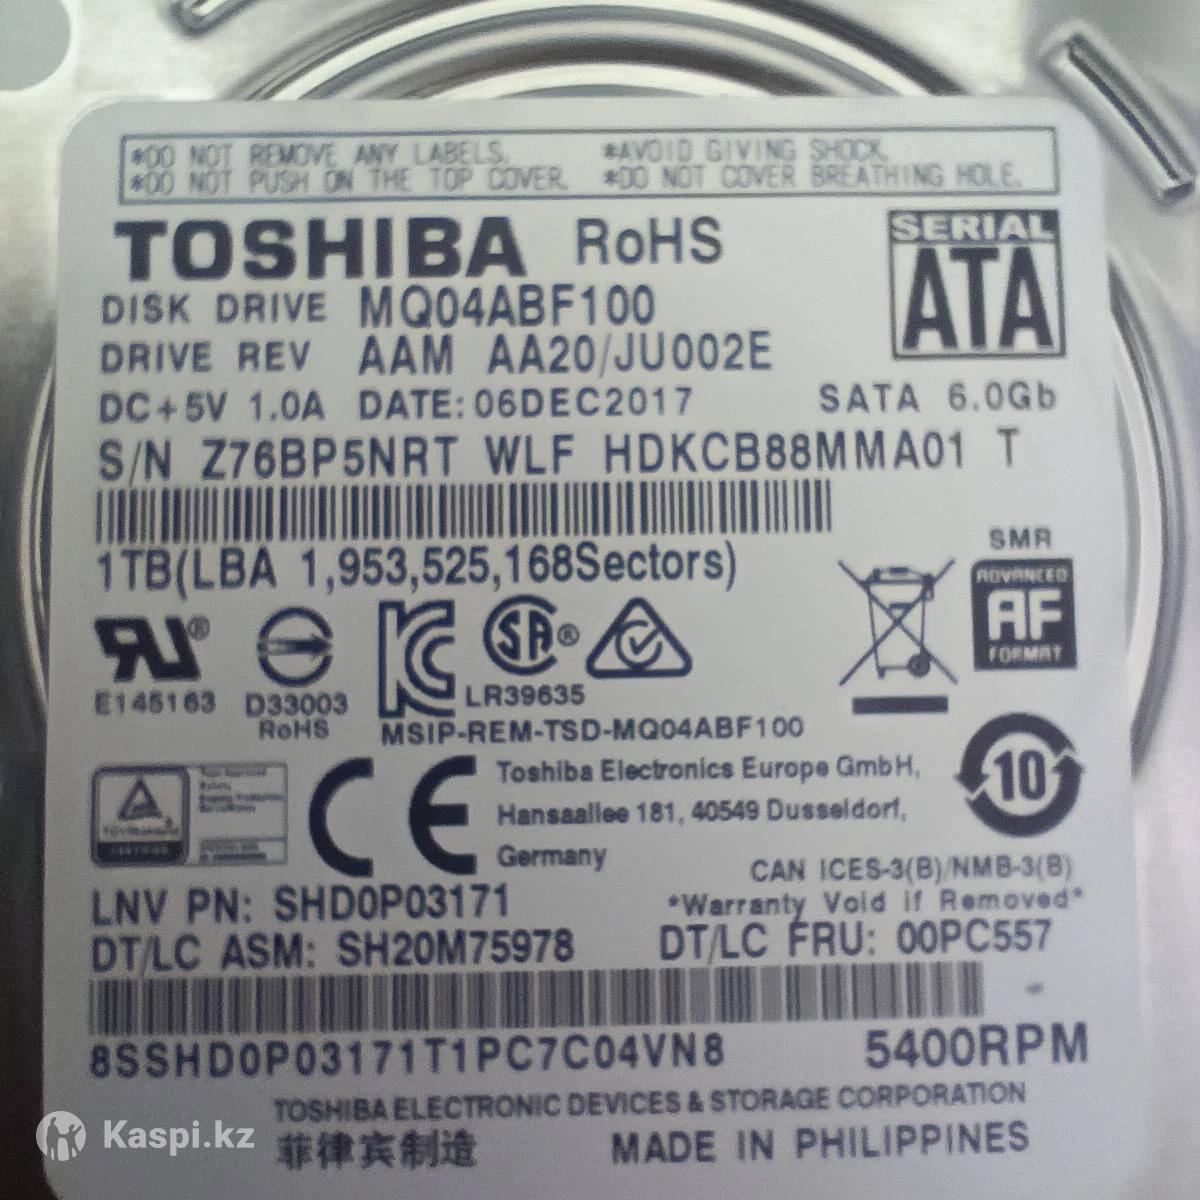 *DO NOT REMOVE ANY LABELS. *AVOID GIVING SHOCK.
*DO NOT PUSH ON THE TOP COVER. *DO NOT COVER BREATHING HOLE.
TOSHIBA RoHS SERIAL
ATA
DISK DRIVE MQ04ABF100
DRIVE REV AAM AA20/JU002E
DC+5V 1.0A DATE: 06DEC2017 SATA 6.0Gb
S/N Z76BP5NRT WLF HDKCB88MMA01 T
1TB(LBA 1,953,525,168Sectors) SMR
ADVANCED
AF
FORMAT
SA®
E145163 D33003 LR39635
RoHS MSIP-REM-TSD-MQ04ABF100
CE Toshiba Electronics Europe GmbH, 10
Hansaallee 181, 40549 Dusseldorf,
Germany
CAN ICES-3(B)/NMB-3(B)
LNV PN: SHD0P03171 *Warranty Void if Removed*
DT/LC ASM: SH20M75978 DT/LC FRU: 00PC557
8SSHD0P03171T1PC7C04VN8 5400RPM
TOSHIBA ELECTRONIC DEVICES & STORAGE CORPORATION
菲律宾制造 MADE IN PHILIPPINES
Kaspi.kz